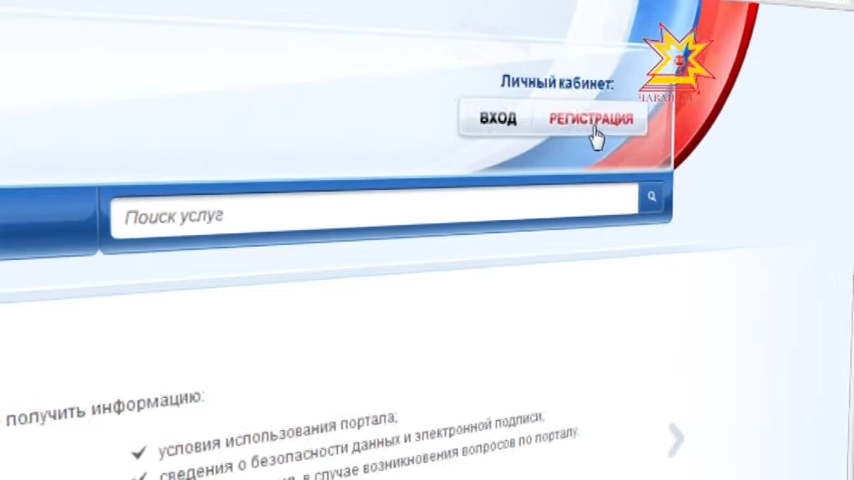 Личный кабинет:
ВХОД РЕГИСТРАЦИЯ
Поиск услуг
получить информацию:
условия использования портала;
сведения о безопасности данных и электронной подписи;
в случае возникновения вопросов по порталу.